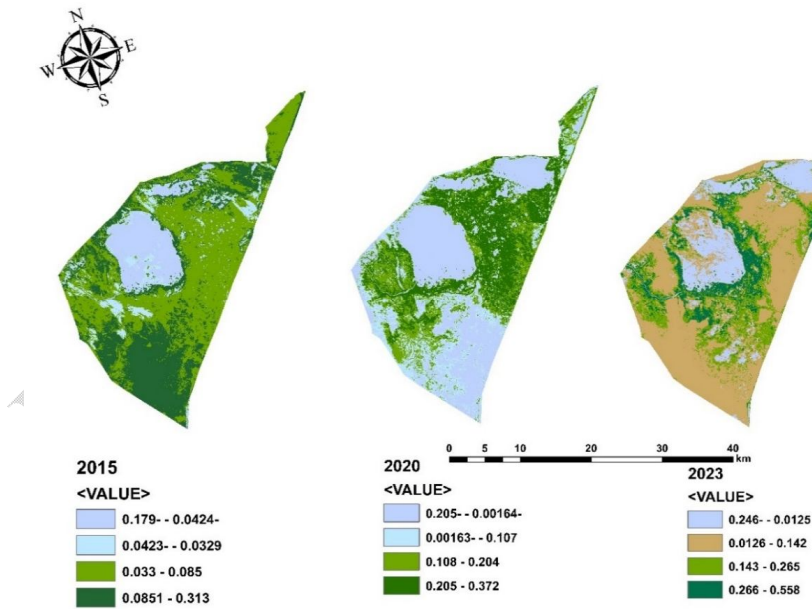 N
E
W
S
0 5 10 20 30 40
km
2015
<VALUE>
0.179- - 0.0424-
0.0423- - 0.0329
0.033 - 0.085
0.0851 - 0.313
2020
<VALUE>
0.205- - 0.00164-
0.00163- - 0.107
0.108 - 0.204
0.205 - 0.372
2023
<VALUE>
0.246- - 0.0125
0.0126 - 0.142
0.143 - 0.265
0.266 - 0.558